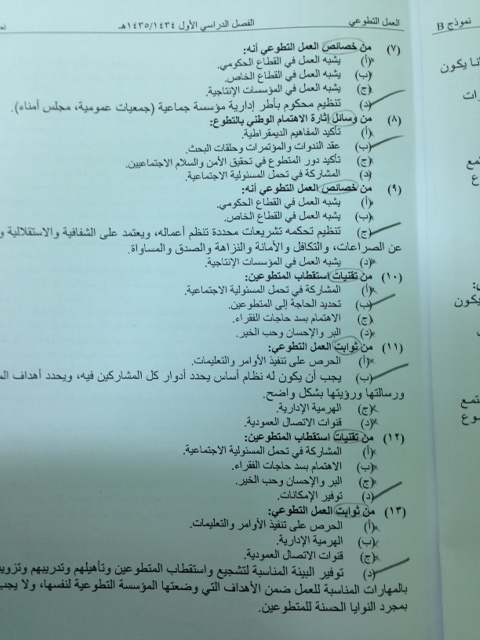 نموذج B
العمل التطوعي
الفصل الدراسي الأول ١٤٣٥/١٤٣٤هـ
(٧) من خصائص العمل التطوعي أنه:
(أ) يشبه العمل في القطاع الحكومي.
(ب) يشبه العمل في القطاع الخاص.
(ج) يشبه العمل في المؤسسات الإنتاجية.
(د) تنظيم محكوم بأطر إدارية مؤسسة جماعية (جمعيات عمومية، مجلس أمناء).
(٨) من وسائل إثارة الاهتمام الوطني بالتطوع:
(أ) تأكيد المفاهيم الديمقراطية.
(ب) عقد الندوات والمؤتمرات وحلقات البحث.
(ج) تأكيد دور المتطوع في تحقيق الأمن والسلام الاجتماعيين.
(د) المشاركة في تحمل المسئولية الاجتماعية.
(٩) من خصائص العمل التطوعي أنه:
(أ) يشبه العمل في القطاع الحكومي.
(ب) يشبه العمل في القطاع الخاص.
(ج) تنظيم تحكمه تشريعات محددة تنظم أعماله، ويعتمد على الشفافية والاستقلالية و
عن الصراعات، والتكافل والأمانة والنزاهة والصدق والمساواة.
(د) يشبه العمل في المؤسسات الإنتاجية.
(١٠) من تقنيات استقطاب المتطوعين:
(أ) المشاركة في تحمل المسئولية الاجتماعية.
(ب) تحديد الحاجة إلى المتطوعين.
(ج) الاهتمام بسد حاجات الفقراء.
(د) البر والإحسان وحب الخير.
(١١) من ثوابت العمل التطوعي:
(أ) الحرص على تنفيذ الأوامر والتعليمات.
(ب) يجب أن يكون له نظام أساس يحدد أدوار كل المشاركين فيه، ويحدد أهداف الم
ورسالتها ورؤيتها بشكل واضح.
(ج) الهرمية الإدارية.
(د) قنوات الاتصال العمودية.
(١٢) من تقنيات استقطاب المتطوعين:
(أ) المشاركة في تحمل المسئولية الاجتماعية.
(ب) الاهتمام بسد حاجات الفقراء.
(ج) البر والإحسان وحب الخير.
(د) توفير الإمكانات.
(١٣) من ثوابت العمل التطوعي:
(أ) الحرص على تنفيذ الأوامر والتعليمات.
(ب) الهرمية الإدارية.
(ج) قنوات الاتصال العمودية.
(د) توفير البيئة المناسبة لتشجيع واستقطاب المتطوعين وتأهيلهم وتدريبهم وتزوي
بالمهارات المناسبة للعمل ضمن الأهداف التي وضعتها المؤسسة التطوعية لنفسها، ولا يجب
بمجرد النوايا الحسنة للمتطوعين.